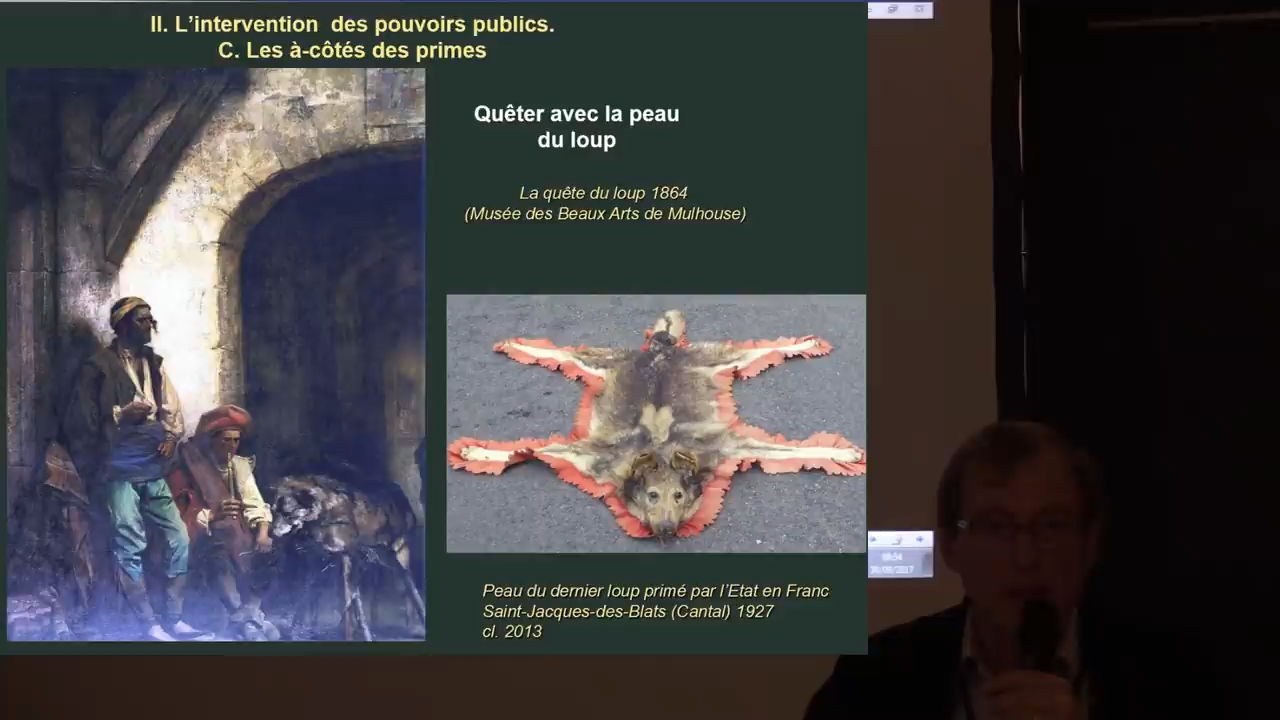 II. L’intervention  des pouvoirs publics.
C. Les à-côtés des primes
Quêter avec la peau
du loup
La quête du loup 1864
(Musée des Beaux Arts de Mulhouse)
Peau du dernier loup primé par l’Etat en Franc
Saint-Jacques-des-Blats (Cantal) 1927
cl. 2013